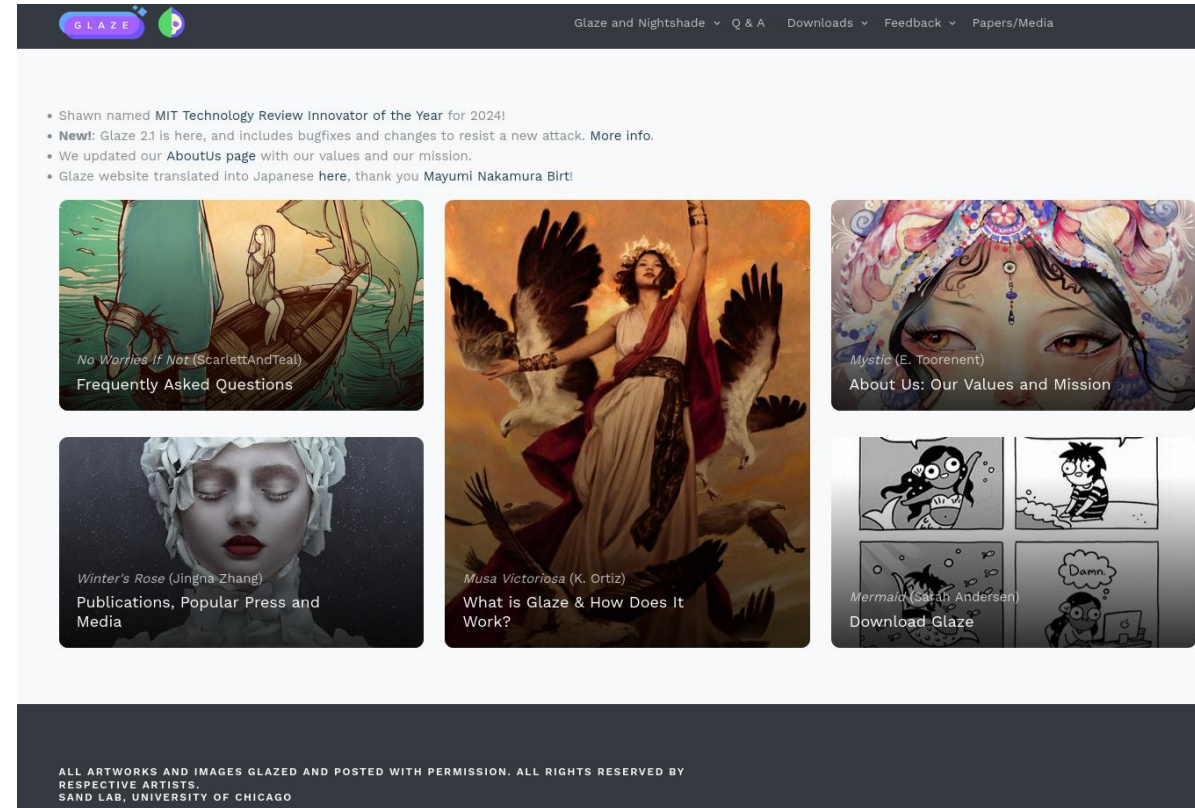 GLAZE
Glaze and Nightshade Q & A Downloads Feedback Papers/Media
Shawn named MIT Technology Review Innovator of the Year for 2024!
New!: Glaze 2.1 is here, and includes bugfixes and changes to resist a new attack. More info.
We updated our AboutUs page with our values and our mission.
Glaze website translated into Japanese here, thank you Mayumi Nakamura Birt!
No Worries If Not (ScarlettAndTeal)
Frequently Asked Questions
Mystic (E. Toorenent)
About Us: Our Values and Mission
Winter's Rose (Jingna Zhang)
Publications, Popular Press and
Media
Musa Victoriosa (K. Ortiz)
What is Glaze & How Does It
Work?
Damn.
Mermaid (Sarah Andersen)
Download Glaze
ALL ARTWORKS AND IMAGES GLAZED AND POSTED WITH PERMISSION. ALL RIGHTS RESERVED BY
RESPECTIVE ARTISTS.
SAND LAB, UNIVERSITY OF CHICAGO